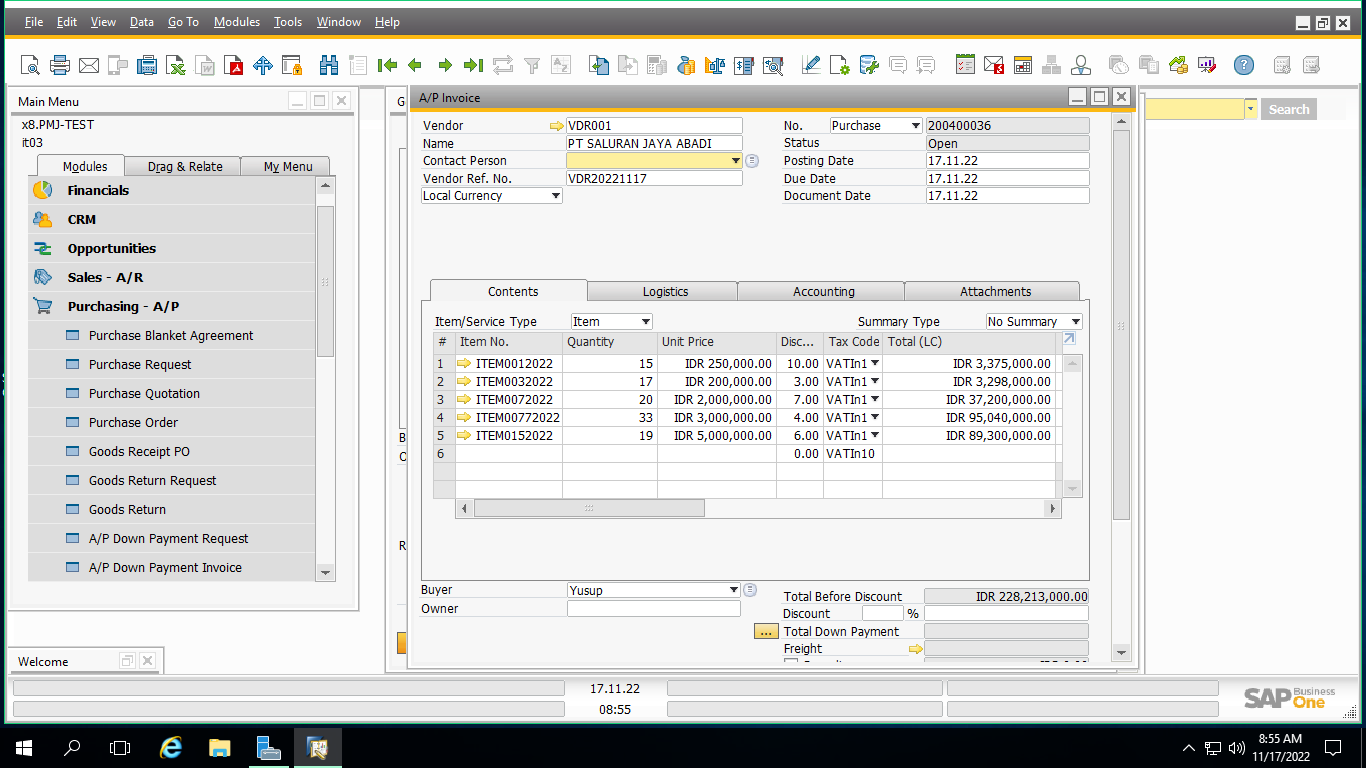 File Edit View Data Go To Modules Tools Window Help
Main Menu
x8.PMJ-TEST
it03
Modules Drag & Relate My Menu
Financials
CRM
Opportunities
Sales - A/R
Purchasing - A/P
Purchase Blanket Agreement
Purchase Request
Purchase Quotation
Purchase Order
Goods Receipt PO
Goods Return Request
Goods Return
A/P Down Payment Request
A/P Down Payment Invoice
G
B
O
R
Search
A/P Invoice
Vendor VDR001 No. Purchase 200400036
Name PT SALURAN JAYA ABADI Status Open
Contact Person Posting Date 17.11.22
Vendor Ref. No. VDR20221117 Due Date 17.11.22
Local Currency Document Date 17.11.22
Contents Logistics Accounting Attachments
Item/Service Type Item Summary Type No Summary
# Item No. Quantity Unit Price Disc... Tax Code Total (LC)
1 ITEM0012022 15 IDR 250,000.00 10.00 VATIn1 IDR 3,375,000.00
2 ITEM0032022 17 IDR 200,000.00 3.00 VATIn1 IDR 3,298,000.00
3 ITEM0072022 20 IDR 2,000,000.00 7.00 VATIn1 IDR 37,200,000.00
4 ITEM00772022 33 IDR 3,000,000.00 4.00 VATIn1 IDR 95,040,000.00
5 ITEM0152022 19 IDR 5,000,000.00 6.00 VATIn1 IDR 89,300,000.00
6 0.00 VATIn10
Buyer Yusup
Owner
Total Before Discount IDR 228,213,000.00
Discount %
... Total Down Payment
Freight
Welcome
17.11.22
08:55
SAP Business One
8:55 AM
11/17/2022